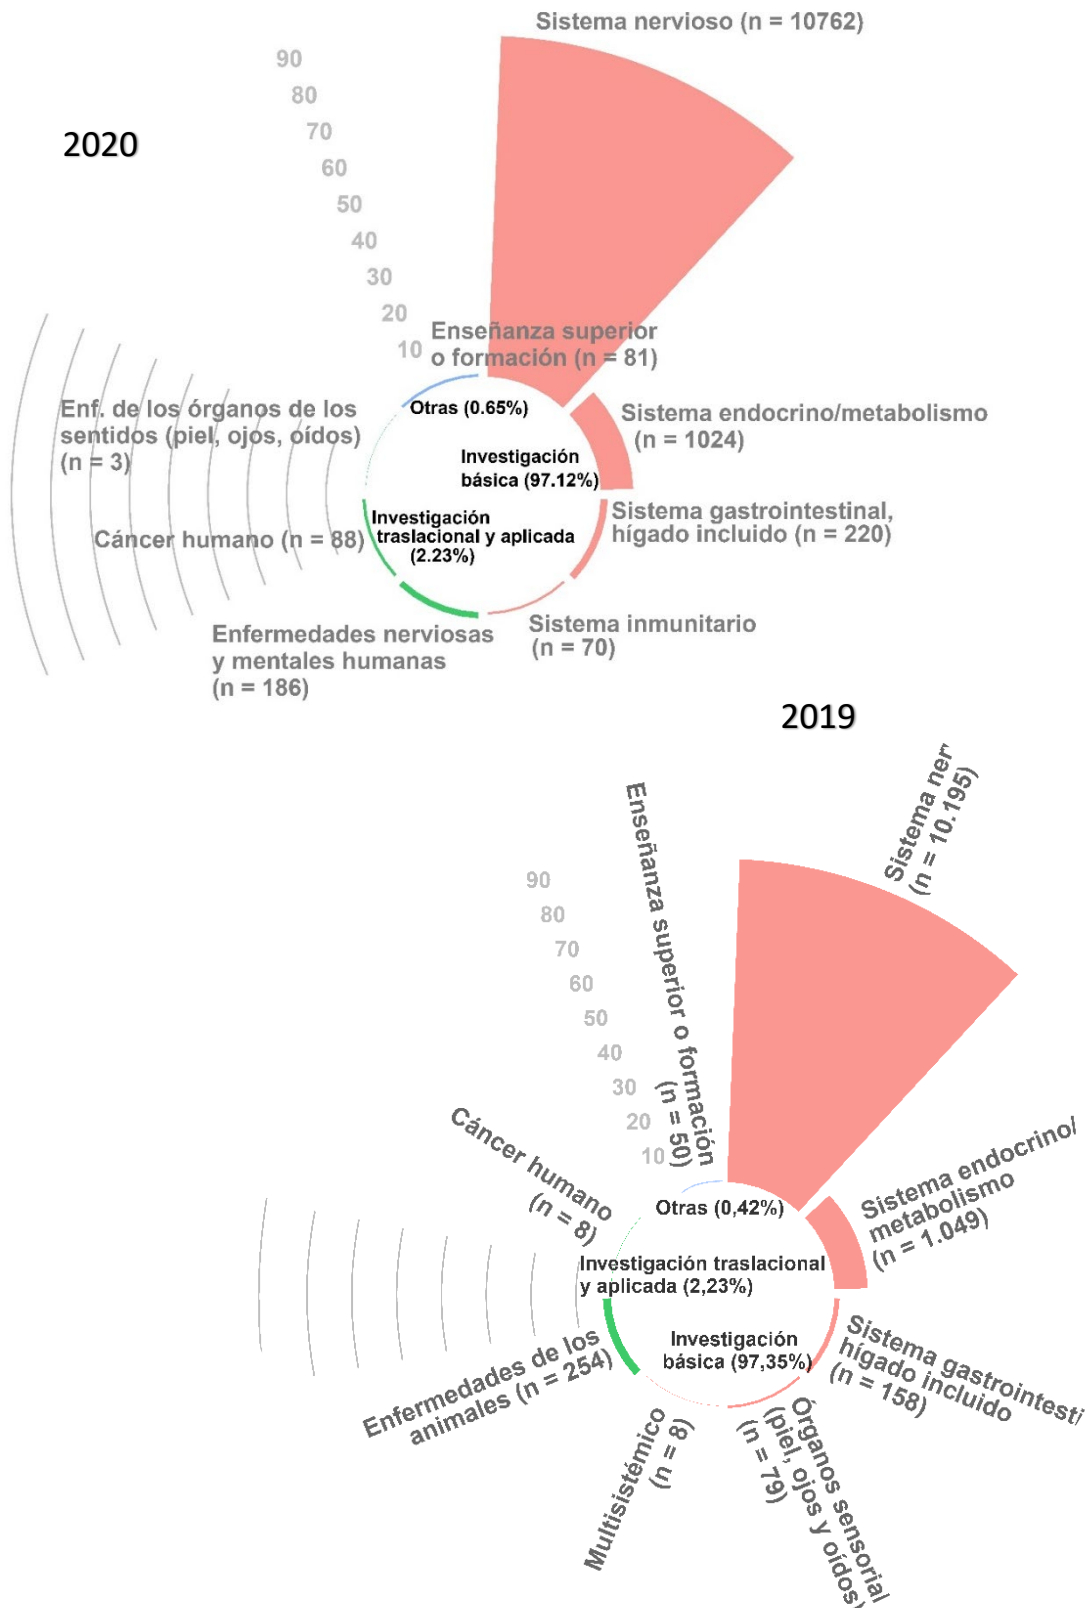 Sistema nervioso (n = 10762)
90
80
70
60
50
40
30
20
10
2020
Enseñanza superior
o formación (n = 81)
Otras (0.65%)
Enf. de los órganos de los
sentidos (piel, ojos, oídos)
(n = 3)
Sistema endocrino/metabolismo
(n = 1024)
Investigación
básica (97.12%)
Sistema gastrointestinal,
hígado incluido (n = 220)
Investigación
traslacional y aplicada
(2.23%)
Cáncer humano (n = 88)
Sistema inmunitario
(n = 70)
Enfermedades nerviosas
y mentales humanas
(n = 186)
2019
Sistema ner
(n = 10.195)
Enseñanza superior o formación
(n = 50)
90
80
70
60
50
40
30
20
10
Cáncer humano
(n = 8)
Otras (0,42%)
Sistema endocrino/
metabolismo
(n = 1.049)
Investigación traslacional
y aplicada (2,23%)
Investigación
básica (97,35%)
Sistema gastrointesti
hígado incluido
(n = 158)
Enfermedades de los
animales (n = 254)
Multisistémico
(n = 8)
Órganos sensorial
(piel, ojos y oídos)
(n = 79)